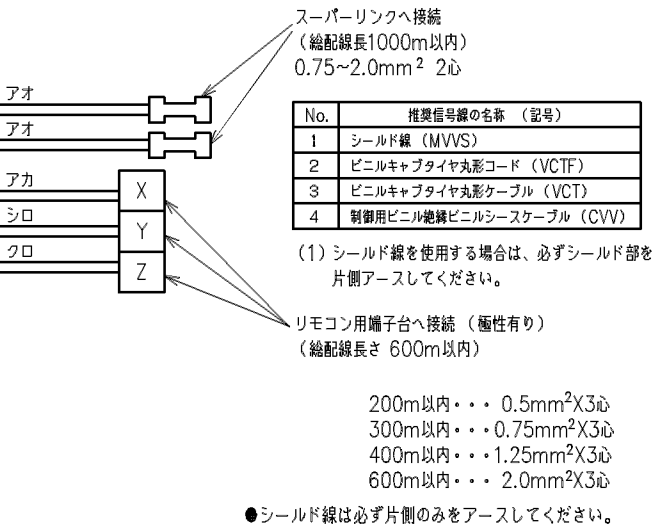 スーパーリンクへ接続
(総配線長1000m以内)
0.75~2.0mm² 2心
アオ
アオ
アカ
シロ
クロ
X
Y
Z
No. 推奨信号線の名称 (記号)
1 シールド線 (MVVS)
2 ビニルキャブタイヤ丸形コード (VCTF)
3 ビニルキャブタイヤ丸形ケーブル (VCT)
4 制御用ビニル絶縁ビニルシースケーブル (CVV)
(1) シールド線を使用する場合は、必ずシールド部を
片側アースしてください。
リモコン用端子台へ接続 (極性有り)
(総配線長さ 600m以内)
200m以内・・・ 0.5mm²X3心
300m以内・・・0.75mm²X3心
400m以内・・・1.25mm²X3心
600m以内・・・ 2.0mm²X3心
●シールド線は必ず片側のみをアースしてください。